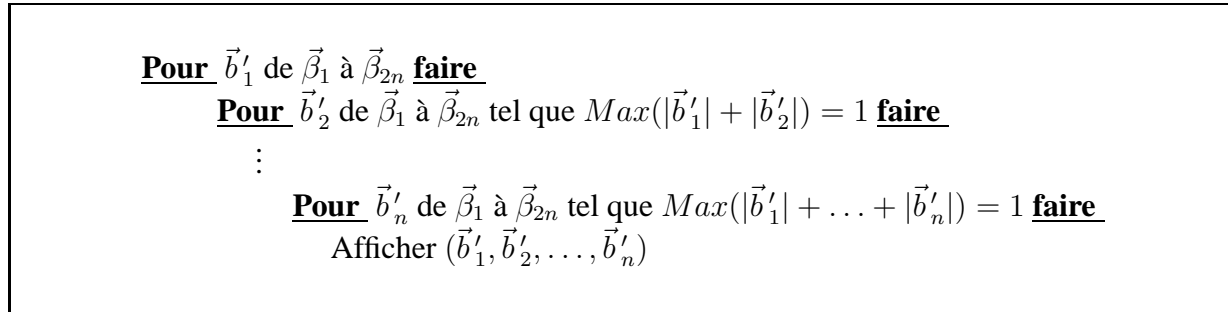 Pour b⃗′₁ de β⃗₁ à β⃗₂ₙ faire
Pour b⃗′₂ de β⃗₁ à β⃗₂ₙ tel que Max(|b⃗′₁| + |b⃗′₂|) = 1 faire
⋮
Pour b⃗′ₙ de β⃗₁ à β⃗₂ₙ tel que Max(|b⃗′₁| + … + |b⃗′ₙ|) = 1 faire
Afficher (b⃗′₁, b⃗′₂, …, b⃗′ₙ)